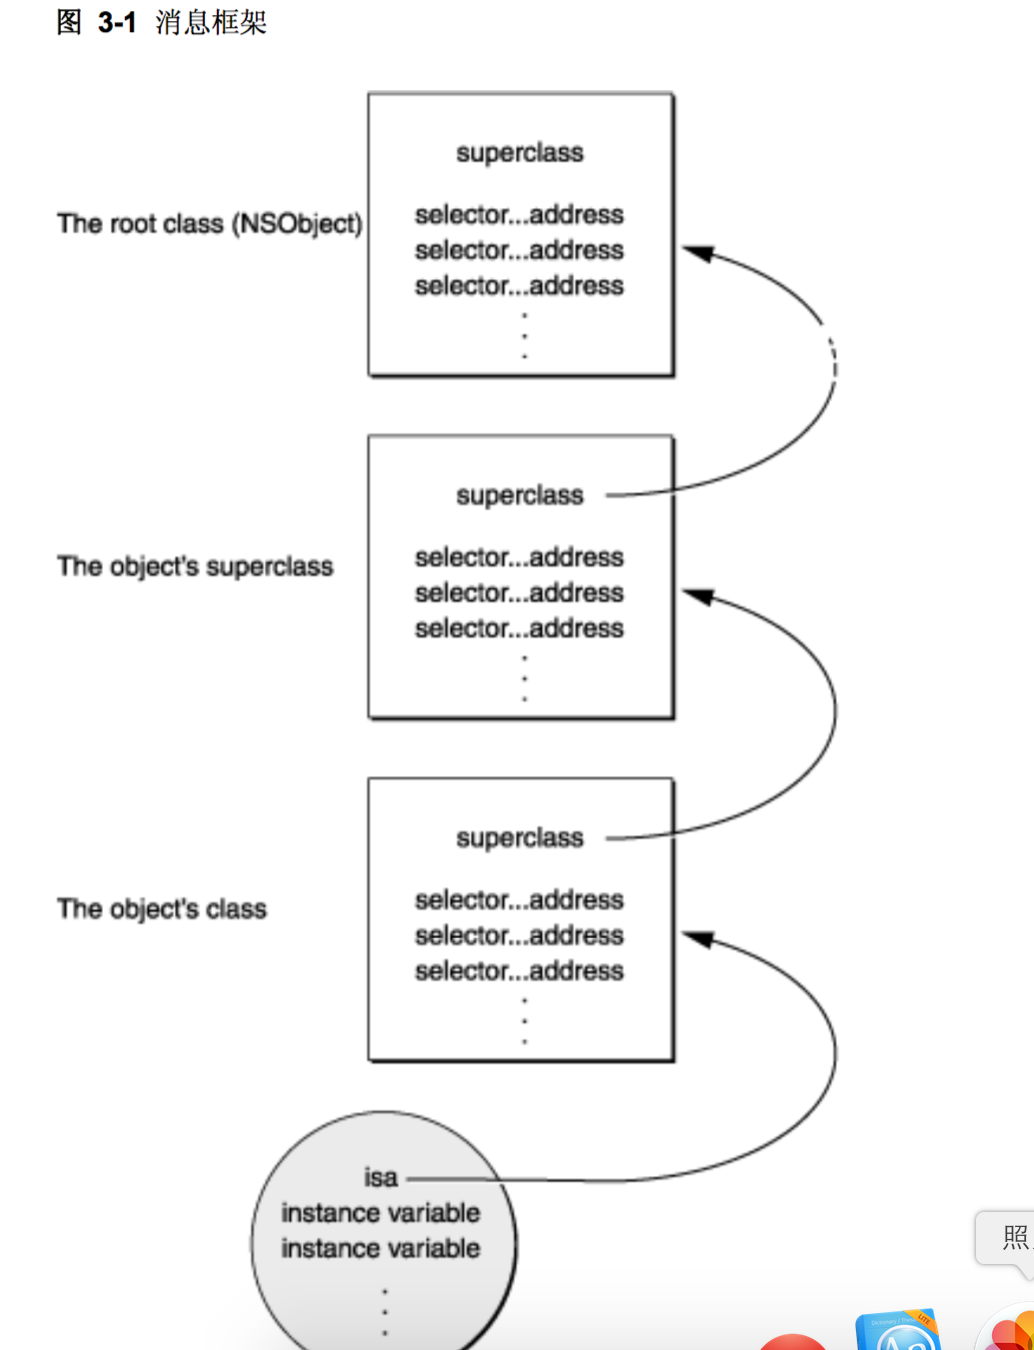 图 3-1 消息框架
superclass
The root class (NSObject)
selector...address
selector...address
selector...address
superclass
The object's superclass
selector...address
selector...address
selector...address
superclass
The object's class
selector...address
selector...address
selector...address
isa
instance variable
instance variable
照
LITE